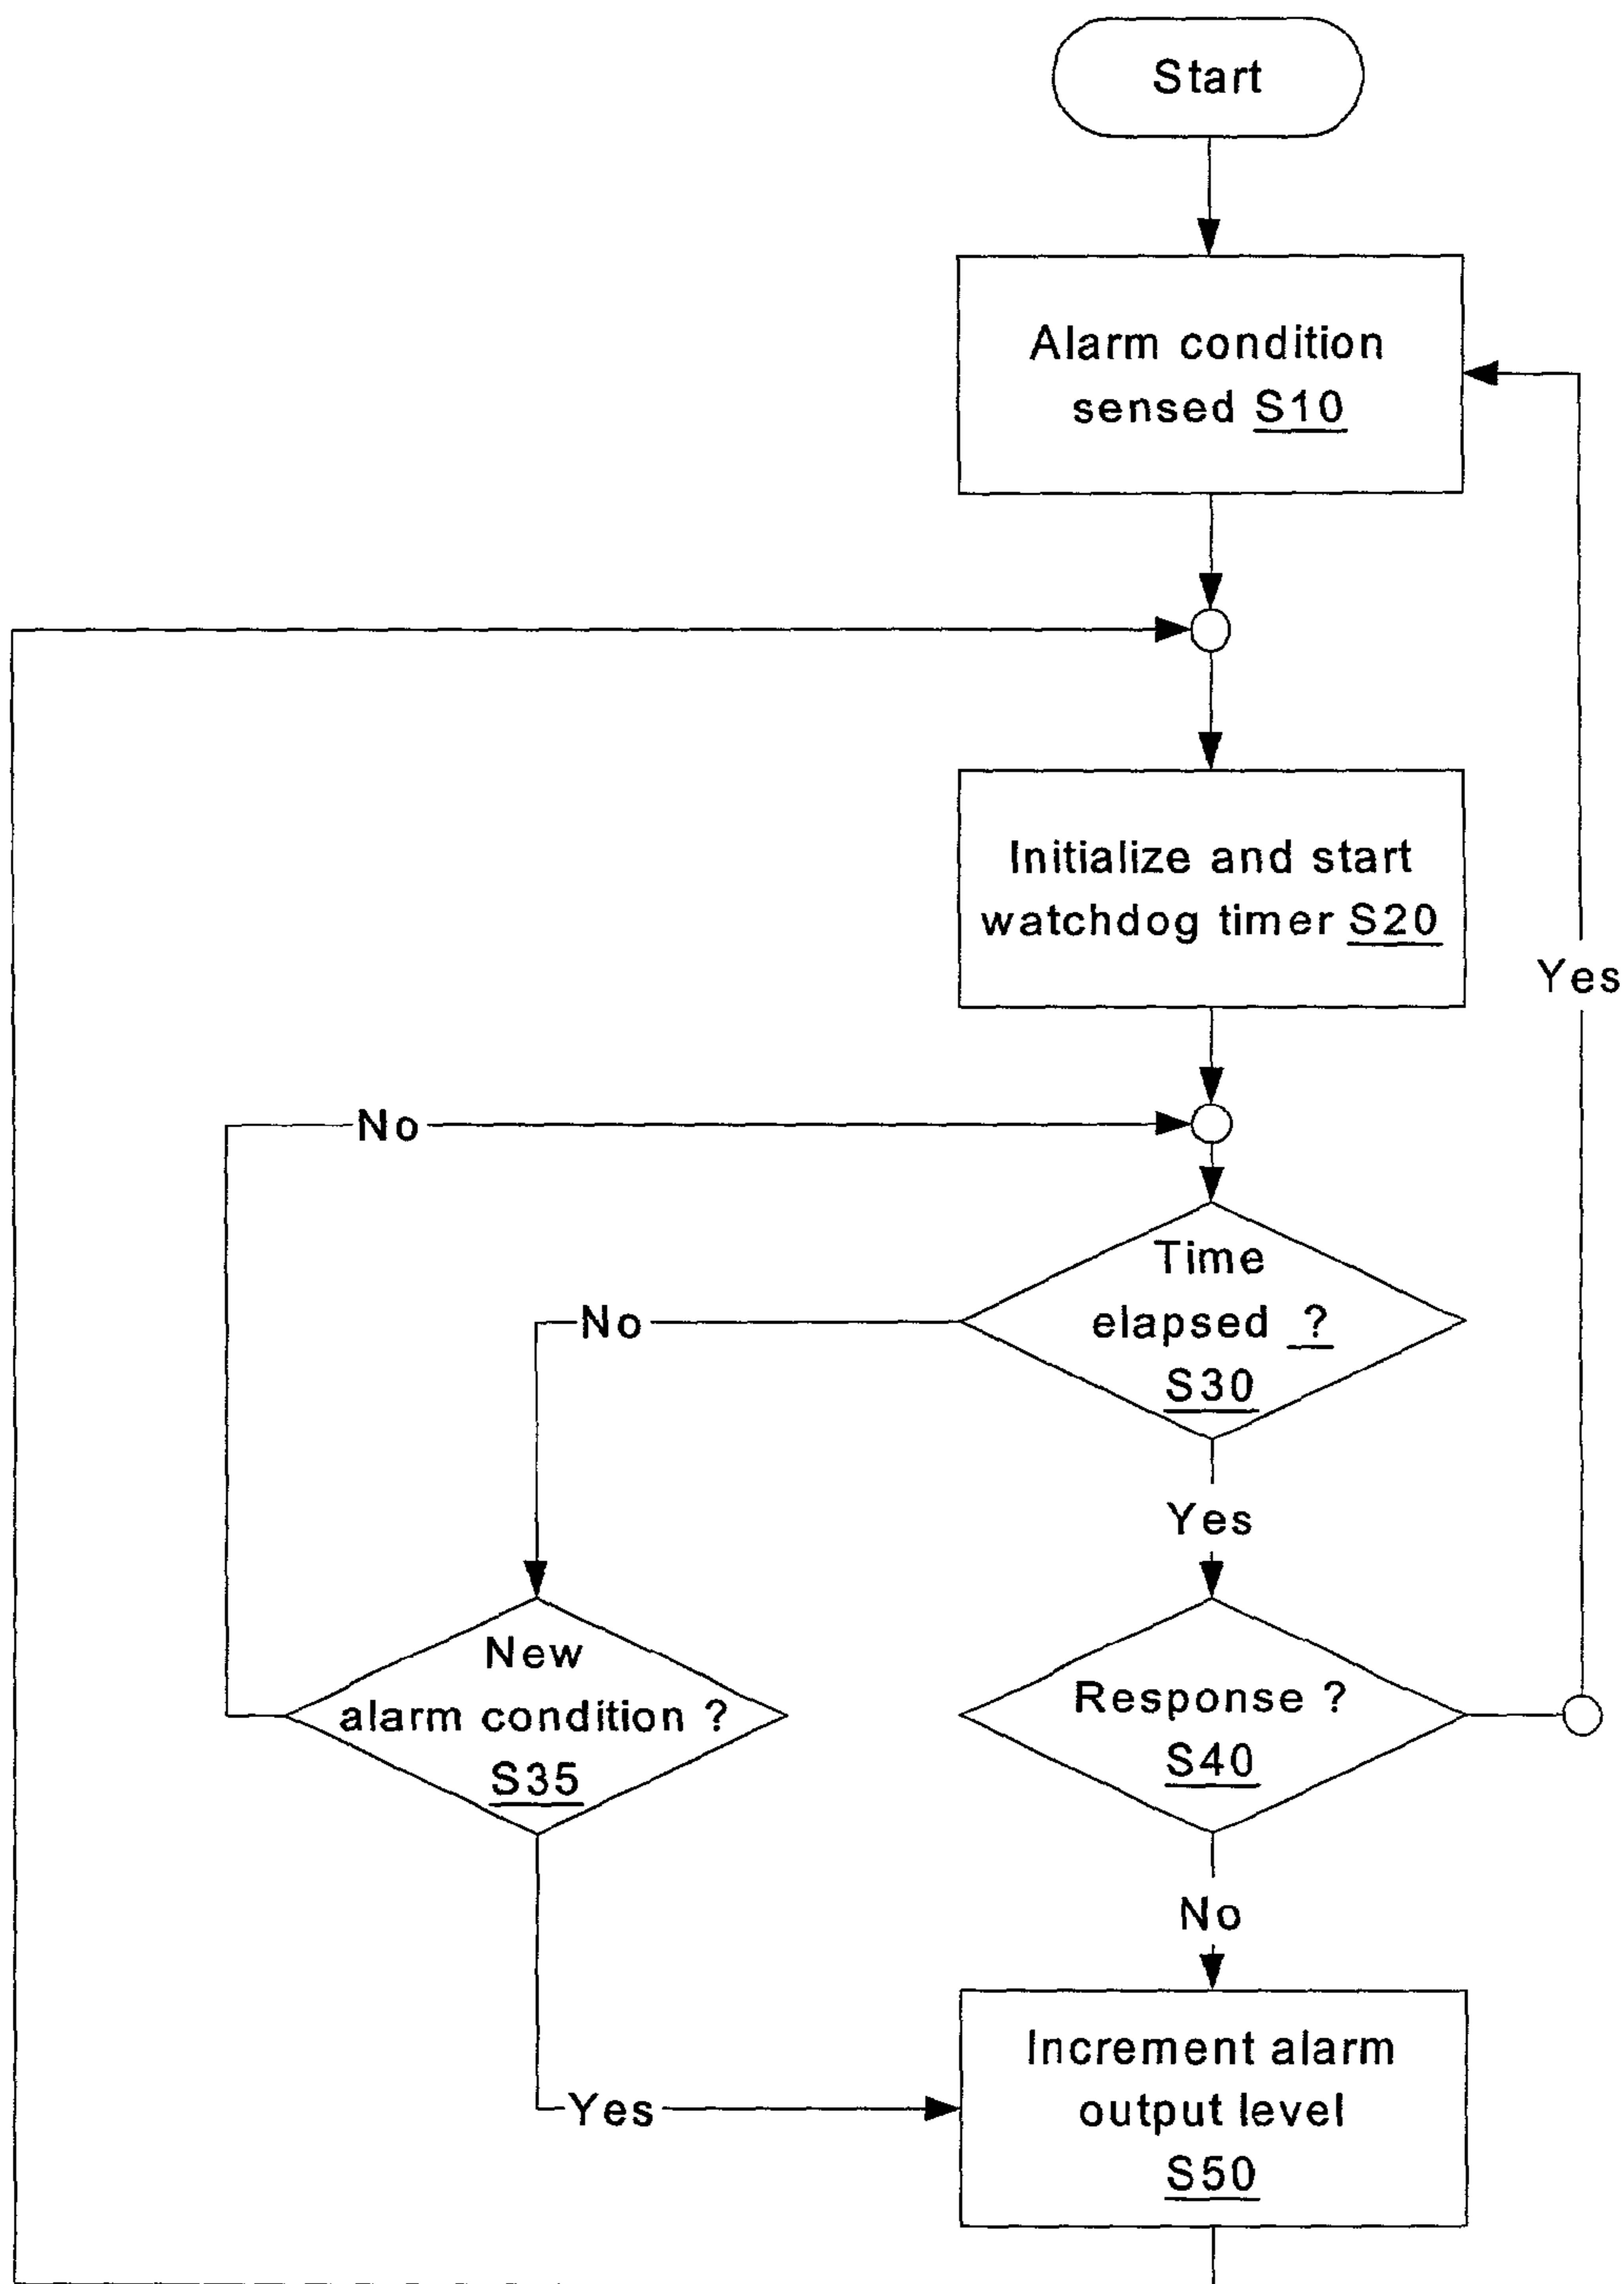 Start
Alarm condition
sensed S10
Initialize and start
watchdog timer S20
Yes
No
Time
elapsed ?
S30
No
Yes
New
alarm condition ?
S35
Response ?
S40
No
Yes
Increment alarm
output level
S50